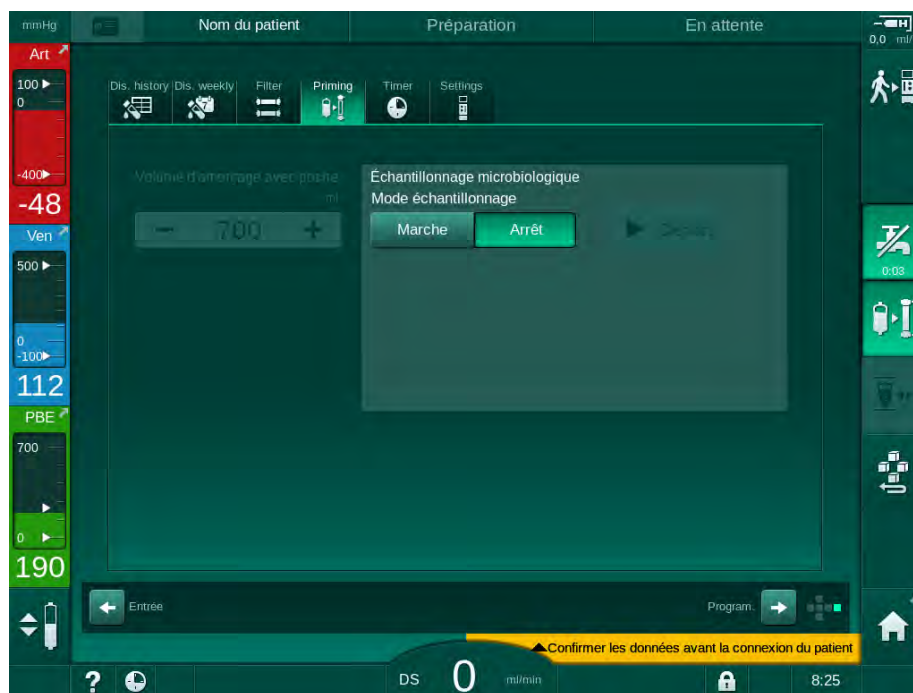 mmHg
Nom du patient
Préparation
En attente
0,0 ml/
Art
100
0
-400
-48
Ven
500
0
-100
112
PBE
700
0
190
Dis. history
Dis. weekly
Filter
Priming
Timer
Settings
Volume d'amorçage avec poche
ml
700
Échantillonnage microbiologique
Mode échantillonnage
Marche
Arrêt
0:03
Entrée
Program.
Confirmer les données avant la connexion du patient
?
DS 0 ml/min
8:25